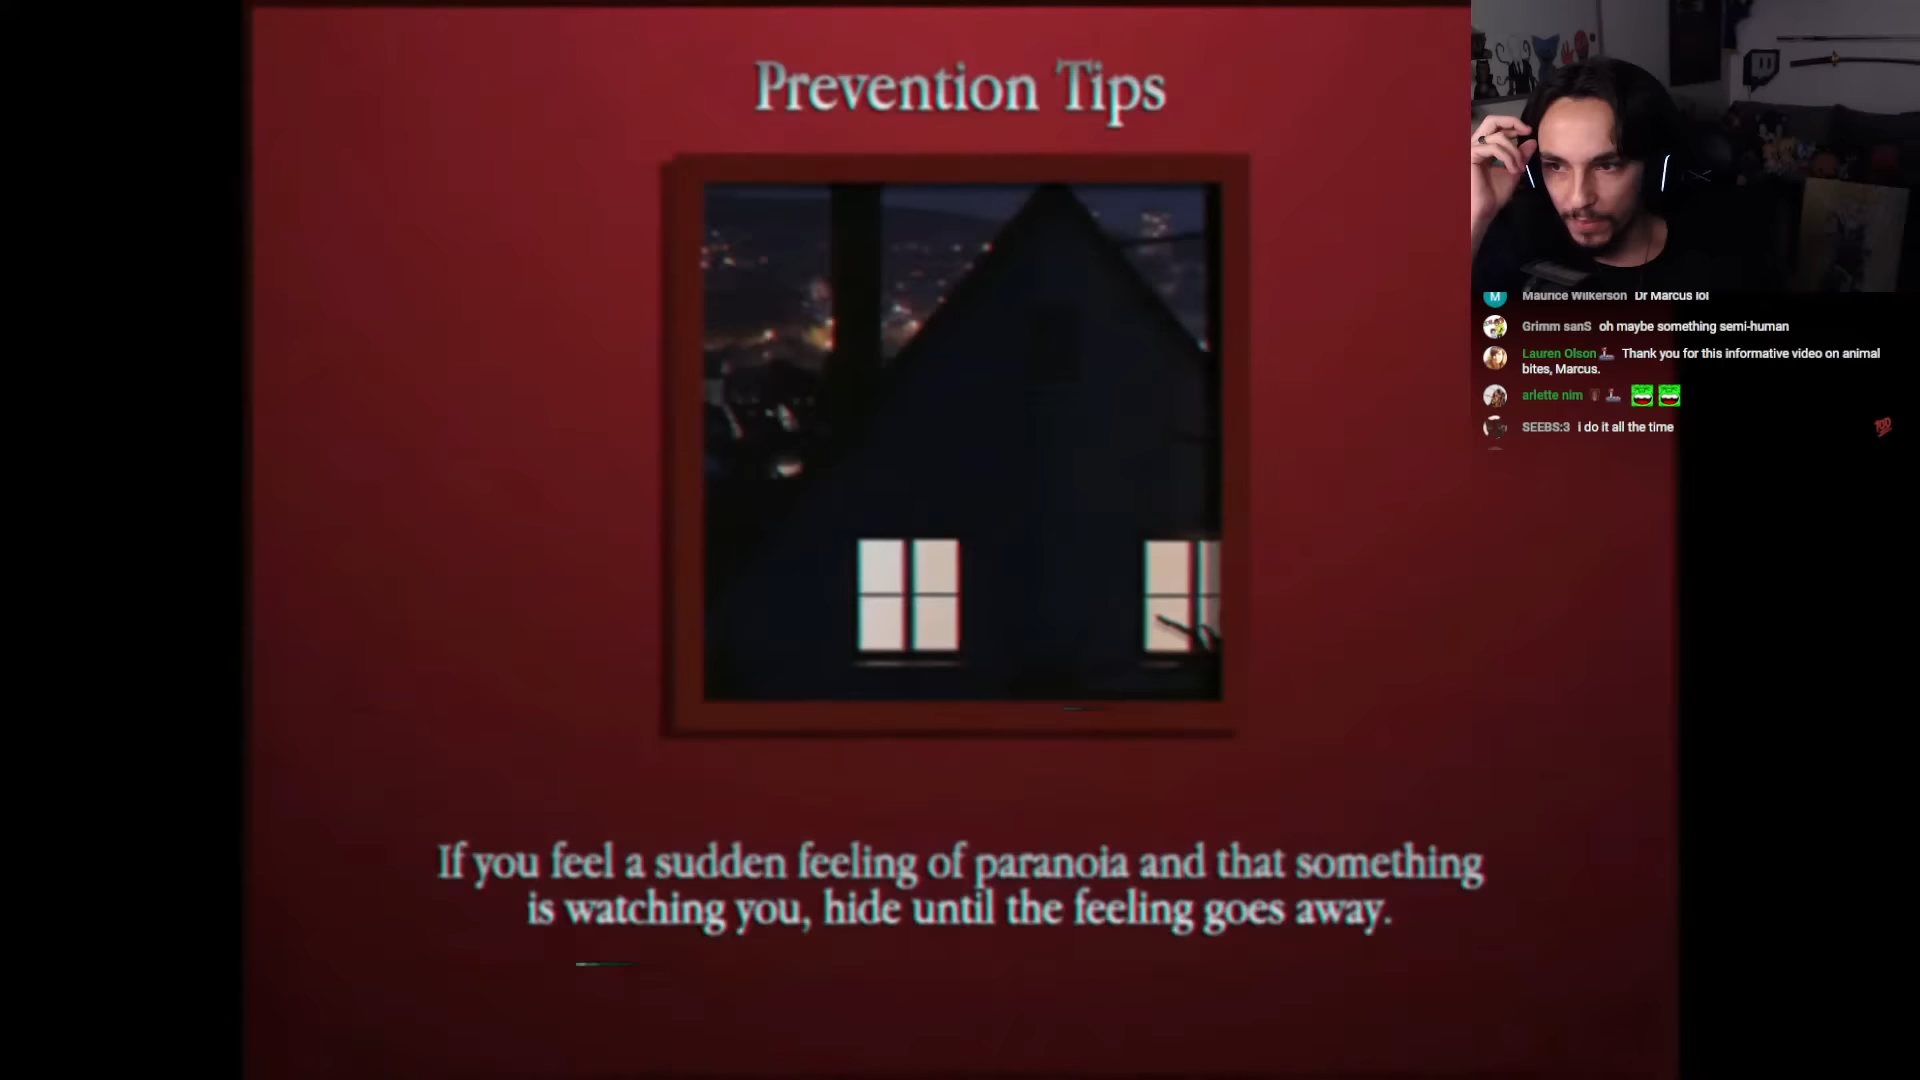 Prevention Tips
If you feel a sudden feeling of paranoia and that something
is watching you, hide until the feeling goes away.
M Maurice Wilkerson Dr Marcus lol
Grimm sanS oh maybe something semi-human
Lauren Olson Thank you for this informative video on animal
bites, Marcus.
arlette nim
SEEBS:3 i do it all the time
100